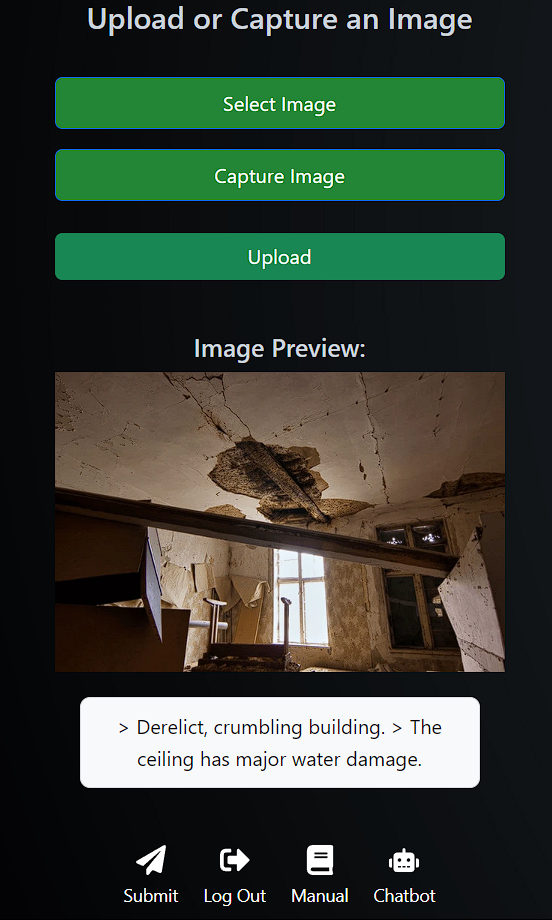 Upload or Capture an Image
Select Image
Capture Image
Upload
Image Preview:
> Derelict, crumbling building. > The
ceiling has major water damage.
Submit Log Out Manual Chatbot